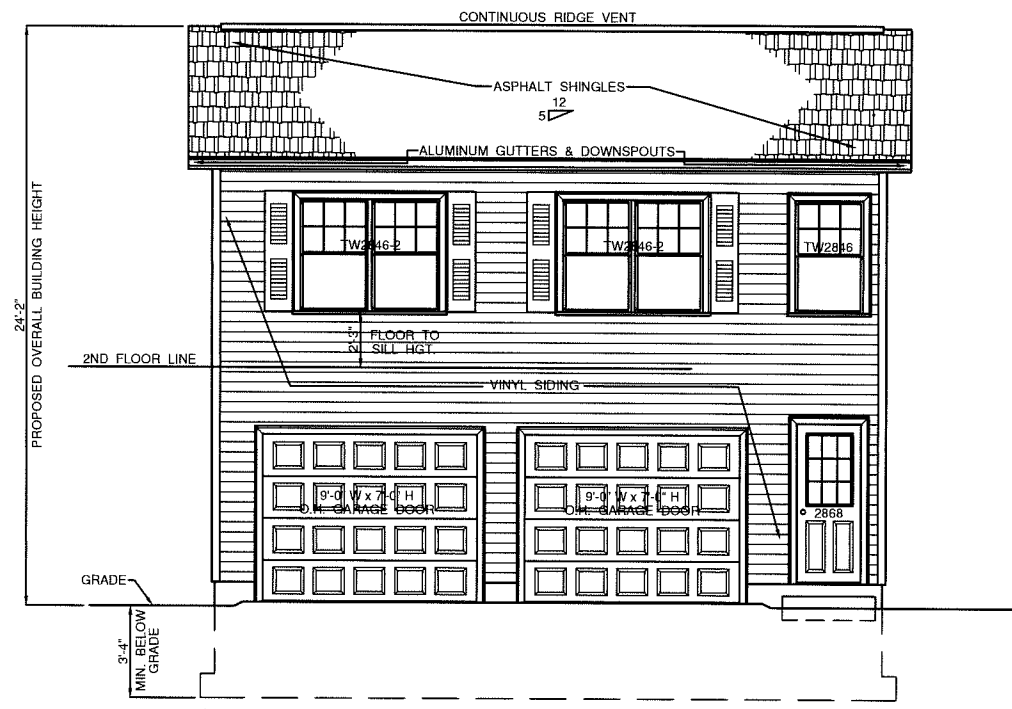 CONTINUOUS RIDGE VENT
ASPHALT SHINGLES
12
5
ALUMINUM GUTTERS & DOWNSPOUTS
24'-2"
PROPOSED OVERALL BUILDING HEIGHT
TW2846-2
TW2846-2
TW2846
2'-3"
FLOOR TO
SILL HGT.
2ND FLOOR LINE
VINYL SIDING
9'-0" W x 7'-0" H
O.H. GARAGE DOOR
9'-0" W x 7'-0" H
O.H. GARAGE DOOR
2868
GRADE
3'-4"
MIN. BELOW
GRADE